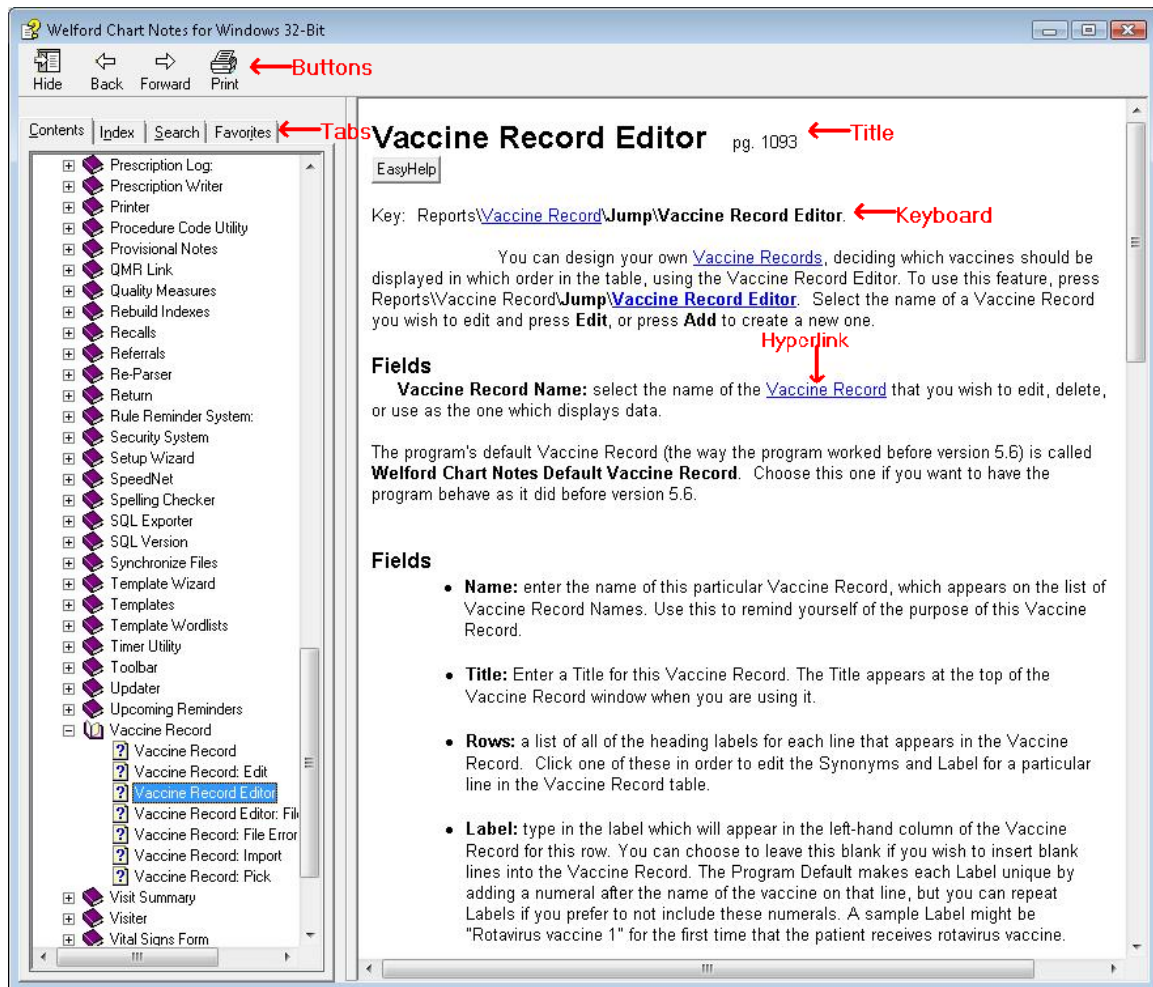 Welford Chart Notes for Windows 32-Bit
Hide Back Forward Print Buttons
Contents Index Search Favorites Tabs
Prescription Log:
Prescription Writer
Printer
Procedure Code Utility
Provisional Notes
QMR Link
Quality Measures
Rebuild Indexes
Recalls
Referrals
Re-Parser
Return
Rule Reminder System:
Security System
Setup Wizard
SpeedNet
Spelling Checker
SQL Exporter
SQL Version
Synchronize Files
Template Wizard
Templates
Template Wordlists
Timer Utility
Toolbar
Updater
Upcoming Reminders
Vaccine Record
Vaccine Record
Vaccine Record: Edit
Vaccine Record Editor
Vaccine Record Editor: File
Vaccine Record: File Error
Vaccine Record: Import
Vaccine Record: Pick
Visit Summary
Visiter
Vital Signs Form
Vaccine Record Editor pg. 1093 Title
EasyHelp
Key: Reports\Vaccine Record\Jump\Vaccine Record Editor. Keyboard
You can design your own Vaccine Records, deciding which vaccines should be
displayed in which order in the table, using the Vaccine Record Editor. To use this feature, press
Reports\Vaccine Record\Jump\Vaccine Record Editor. Select the name of a Vaccine Record
you wish to edit and press Edit, or press Add to create a new one.
Hyperlink
Fields
Vaccine Record Name: select the name of the Vaccine Record that you wish to edit, delete,
or use as the one which displays data.
The program's default Vaccine Record (the way the program worked before version 5.6) is called
Welford Chart Notes Default Vaccine Record. Choose this one if you want to have the
program behave as it did before version 5.6.
Fields
• Name: enter the name of this particular Vaccine Record, which appears on the list of
Vaccine Record Names. Use this to remind yourself of the purpose of this Vaccine
Record.
• Title: Enter a Title for this Vaccine Record. The Title appears at the top of the
Vaccine Record window when you are using it.
• Rows: a list of all of the heading labels for each line that appears in the Vaccine
Record. Click one of these in order to edit the Synonyms and Label for a particular
line in the Vaccine Record table.
• Label: type in the label which will appear in the left-hand column of the Vaccine
Record for this row. You can choose to leave this blank if you wish to insert blank
lines into the Vaccine Record. The Program Default makes each Label unique by
adding a numeral after the name of the vaccine on that line, but you can repeat
Labels if you prefer to not include these numerals. A sample Label might be
"Rotavirus vaccine 1" for the first time that the patient receives rotavirus vaccine.